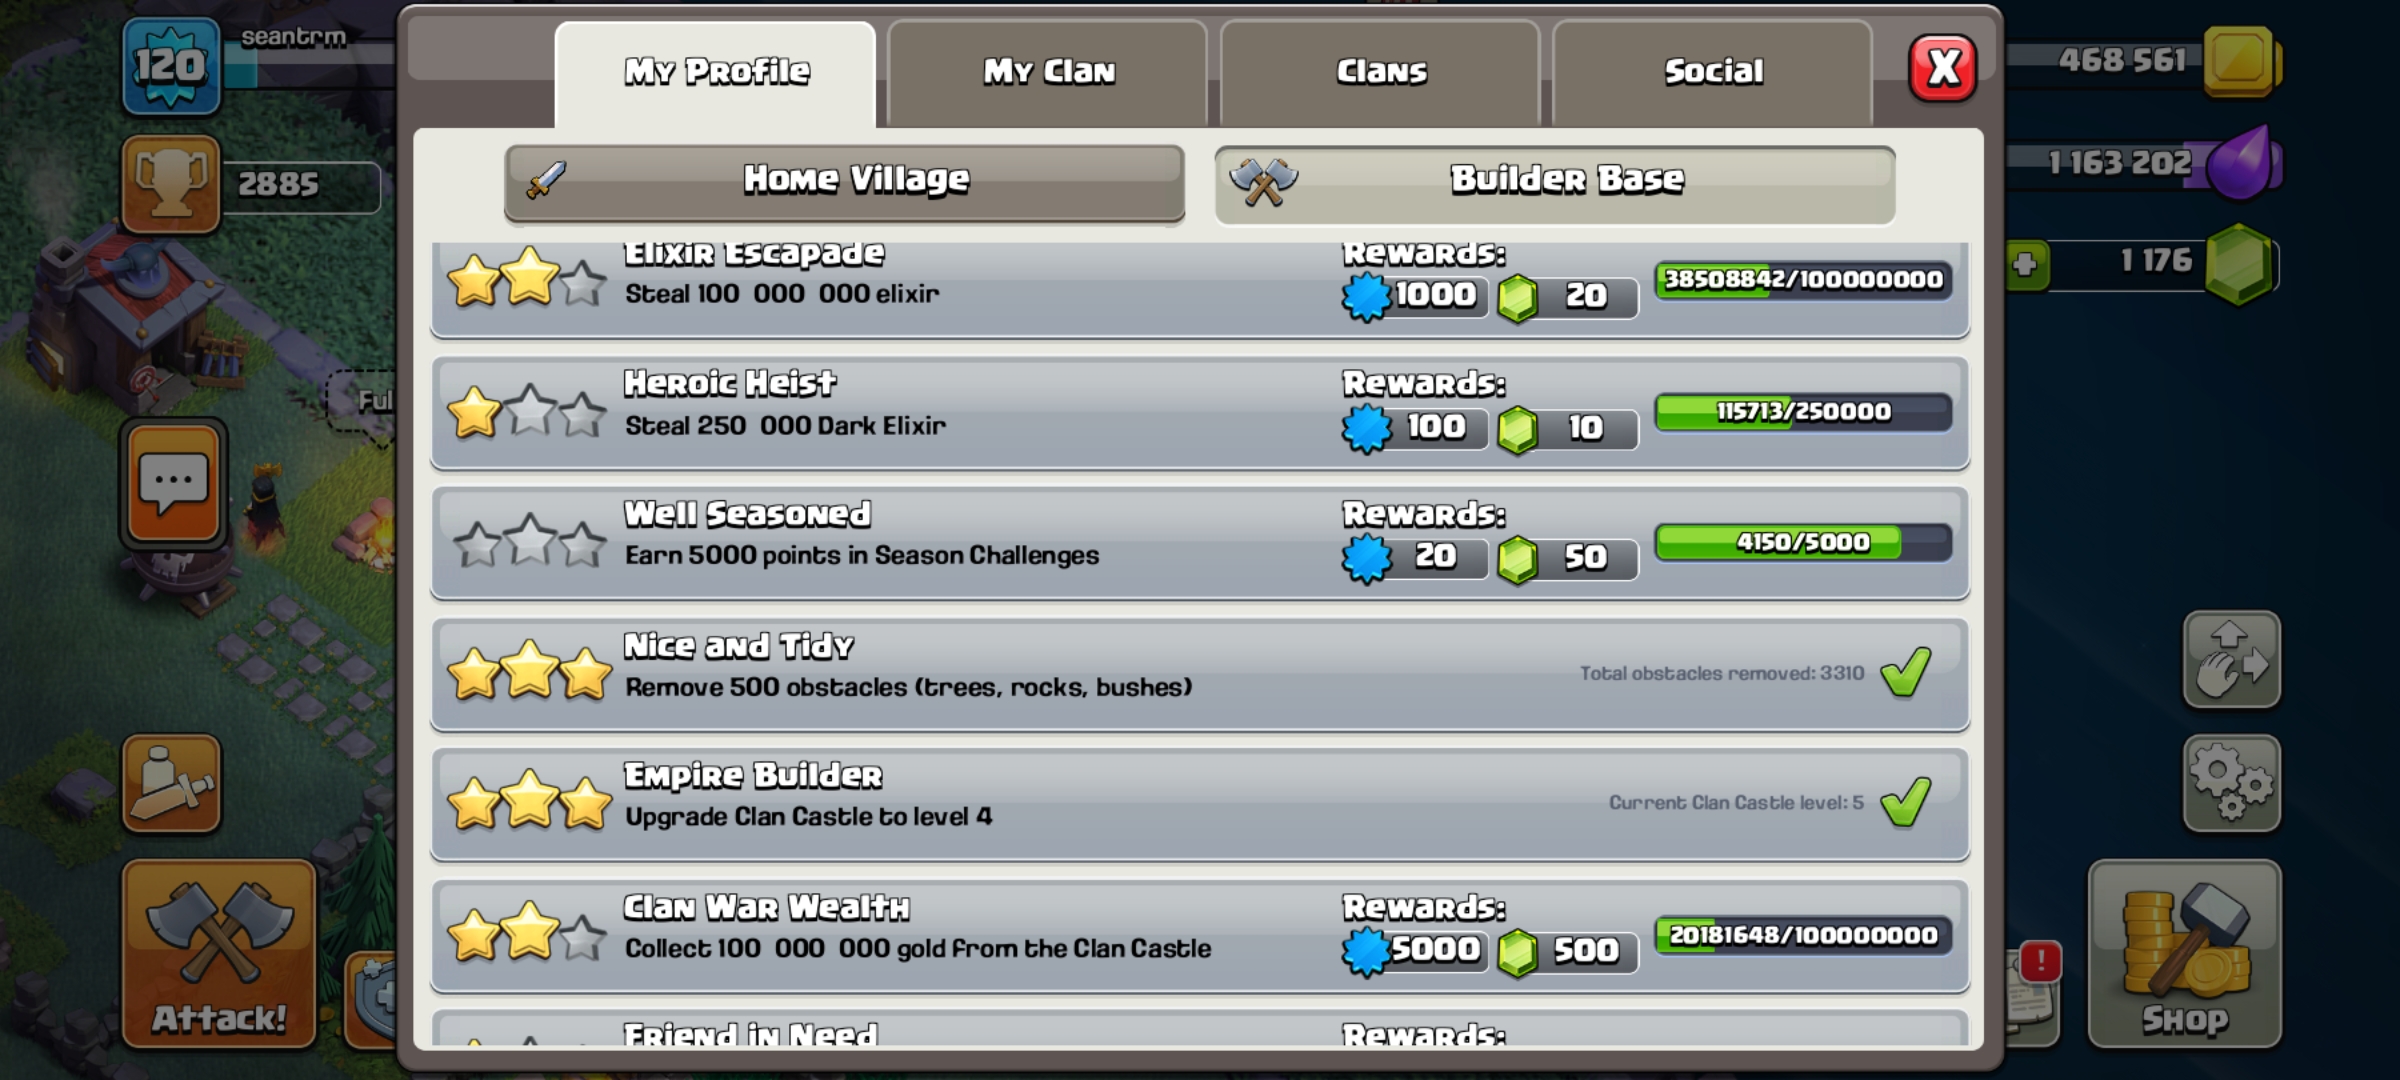 120
seantrm
2885
My Profile
My Clan
Clans
Social
X
468 561
1 163 202
1 176
Home Village
Builder Base
Elixir Escapade
Steal 100 000 000 elixir
Rewards:
1000
20
38508842/100000000
Heroic Heist
Steal 250 000 Dark Elixir
Rewards:
100
10
115713/250000
Well Seasoned
Earn 5000 points in Season Challenges
Rewards:
20
50
4150/5000
Nice and Tidy
Remove 500 obstacles (trees, rocks, bushes)
Total obstacles removed: 3310
Empire Builder
Upgrade Clan Castle to level 4
Current Clan Castle level: 5
Clan War Wealth
Collect 100 000 000 gold from the Clan Castle
Rewards:
5000
500
20181648/100000000
Friend in Need
Rewards:
Attack!
!
Shop